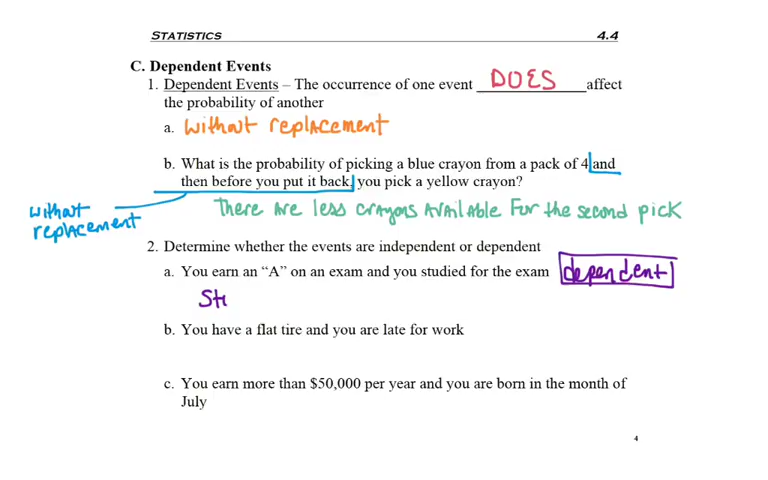 STATISTICS 4.4
C. Dependent Events
1. Dependent Events – The occurrence of one event DOES affect
the probability of another
a. without replacement
b. What is the probability of picking a blue crayon from a pack of 4 and
then before you put it back, you pick a yellow crayon?
without
replacement
There are less crayons available for the second pick
2. Determine whether the events are independent or dependent
a. You earn an “A” on an exam and you studied for the exam dependent
St
b. You have a flat tire and you are late for work
c. You earn more than $50,000 per year and you are born in the month of
July
4